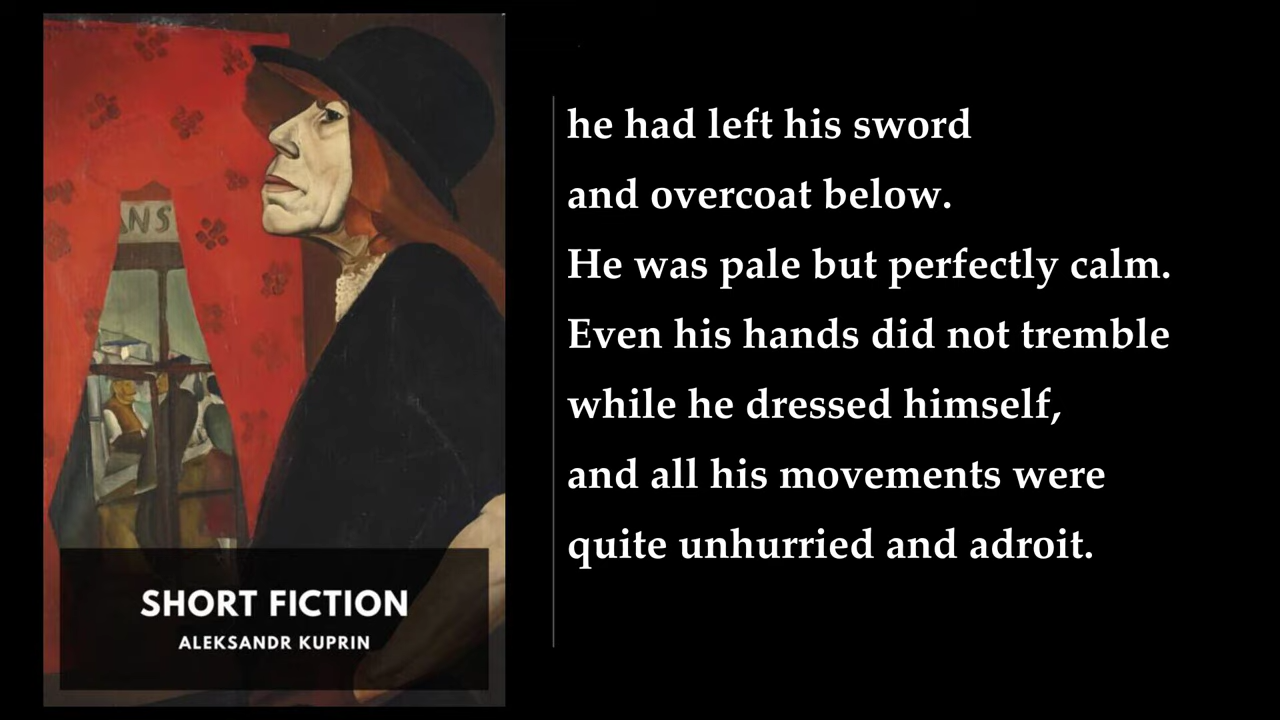 ANS
SHORT FICTION
ALEKSANDR KUPRIN
he had left his sword
and overcoat below.
He was pale but perfectly calm.
Even his hands did not tremble
while he dressed himself,
and all his movements were
quite unhurried and adroit.